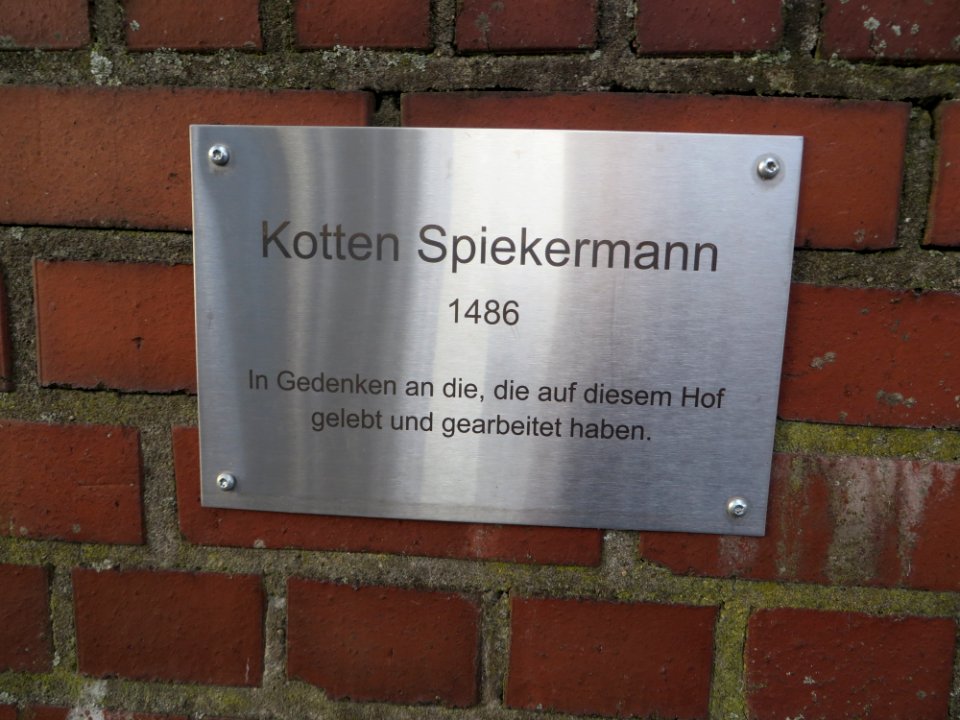 Kotten Spiekermann
1486
In Gedenken an die, die auf diesem Hof
gelebt und gearbeitet haben.